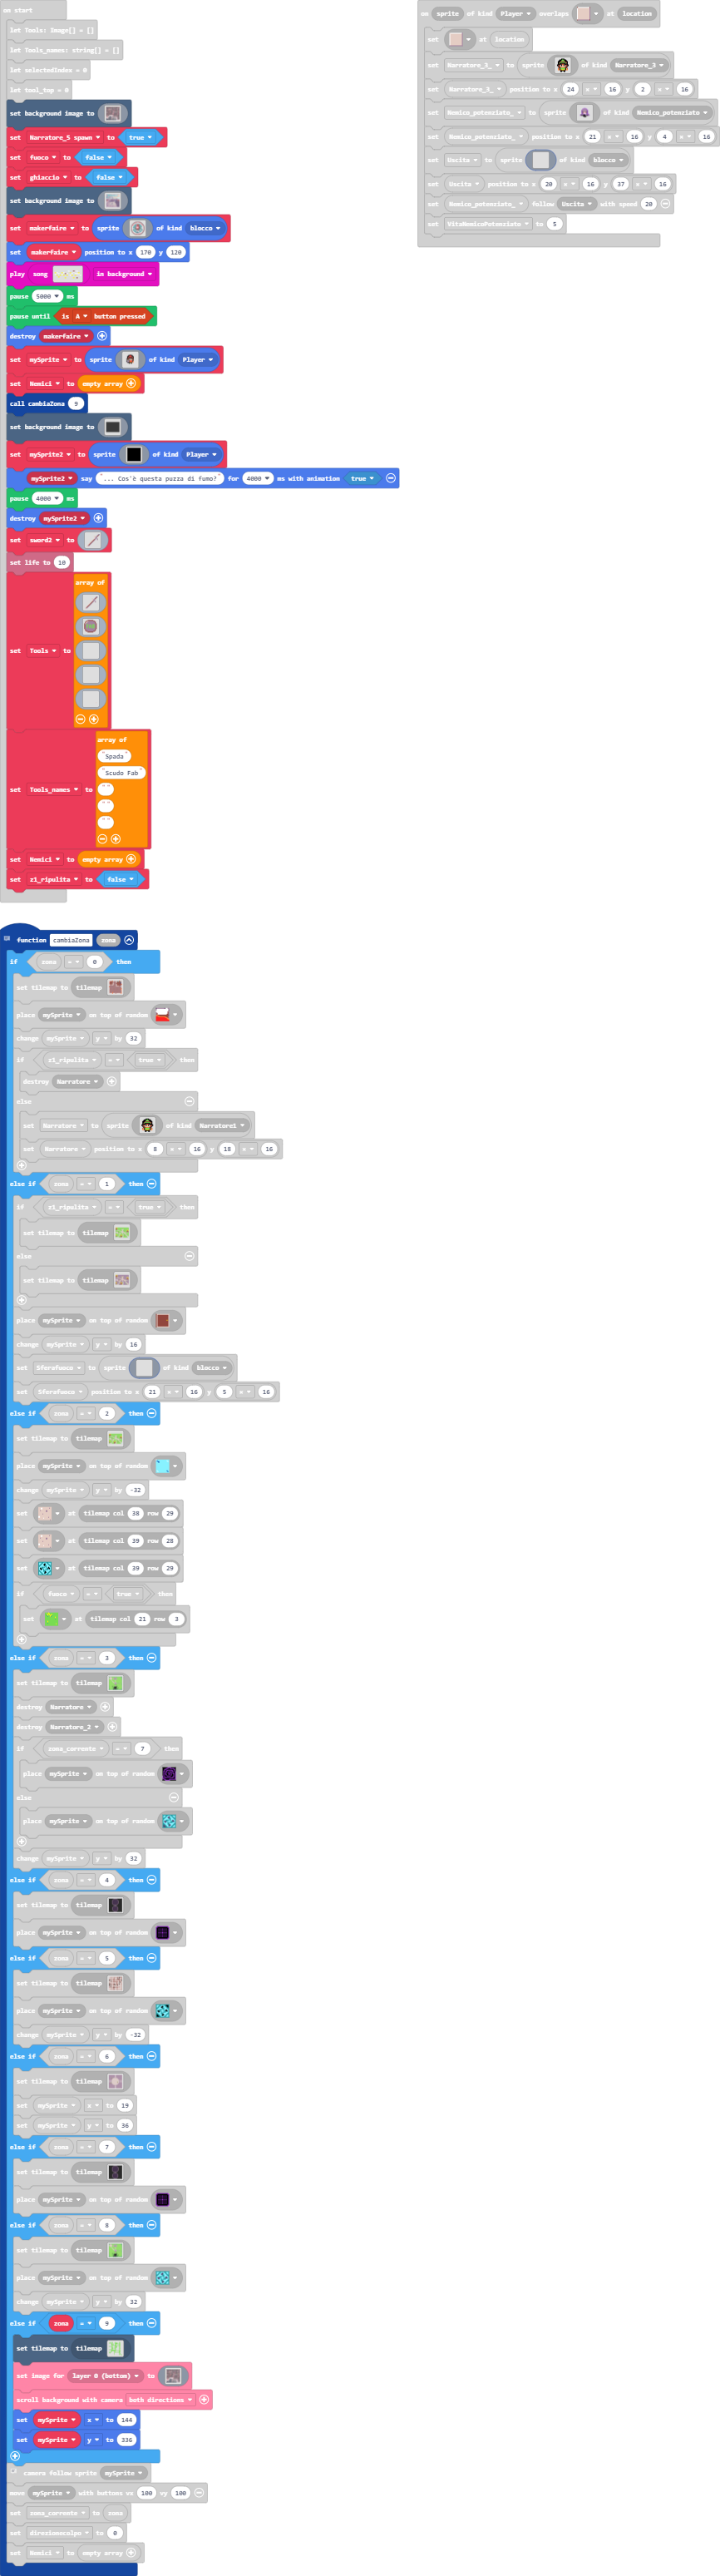 on start
let Tools: Image[] = []
let Tools_names: string[] = []
let selectedIndex = 0
let tool_top = 0
set background image to
set Narratore_5 spawn to true
set fuoco to false
set ghiaccio to false
set background image to
set makerfaire to sprite of kind blocco
set makerfaire position to x 170 y 120
play song in background
pause 5000 ms
pause until is A button pressed
destroy makerfaire
set mySprite to sprite of kind Player
set Nemici to empty array
call cambiaZona 9
set background image to
set mySprite2 to sprite of kind Player
mySprite2 say "... Cos'è questa puzza di fumo?" for 4000 ms with animation true
pause 4000 ms
destroy mySprite2
set sword2 to
set life to 10
array of
set Tools to
array of
"Spada"
"Scudo Fab"
set Tools_names to " "
" "
" "
set Nemici to empty array
set z1_ripulita to false
on sprite of kind Player overlaps at location
set at location
set Narratore_3_ to sprite of kind Narratore_3
set Narratore_3_ position to x 24 × 16 y 2 × 16
set Nemico_potenziato_ to sprite of kind Nemico_potenziato
set Nemico_potenziato_ position to x 21 × 16 y 4 × 16
set Uscita to sprite of kind blocco
set Uscita position to x 20 × 16 y 37 × 16
set Nemico_potenziato_ follow Uscita with speed 20
set VitaNemicoPotenziato to 5
function cambiaZona zona
if zona = 0 then
set tilemap to tilemap
place mySprite on top of random
change mySprite y by 32
if z1_ripulita = true then
destroy Narratore
else
set Narratore to sprite of kind Narratore1
set Narratore position to x 8 × 16 y 18 × 16
else if zona = 1 then
if z1_ripulita = true then
set tilemap to tilemap
else
set tilemap to tilemap
place mySprite on top of random
change mySprite y by 16
set Sferafuoco to sprite of kind blocco
set Sferafuoco position to x 21 × 16 y 5 × 16
else if zona = 2 then
set tilemap to tilemap
place mySprite on top of random
change mySprite y by -32
set at tilemap col 38 row 29
set at tilemap col 39 row 28
set at tilemap col 39 row 29
if fuoco = true then
set at tilemap col 21 row 3
else if zona = 3 then
set tilemap to tilemap
destroy Narratore
destroy Narratore_2
if zona_corrente = 7 then
place mySprite on top of random
else
place mySprite on top of random
change mySprite y by 32
else if zona = 4 then
set tilemap to tilemap
place mySprite on top of random
else if zona = 5 then
set tilemap to tilemap
place mySprite on top of random
change mySprite y by -32
else if zona = 6 then
set tilemap to tilemap
set mySprite x to 19
set mySprite y to 36
else if zona = 7 then
set tilemap to tilemap
place mySprite on top of random
else if zona = 8 then
set tilemap to tilemap
place mySprite on top of random
change mySprite y by 32
else if zona = 9 then
set tilemap to tilemap
set image for layer 0 (bottom) to
scroll background with camera both directions
set mySprite x to 144
set mySprite y to 336
camera follow sprite mySprite
move mySprite with buttons vx 100 vy 100
set zona_corrente to zona
set direzionecolpo to 0
set Nemici to empty array